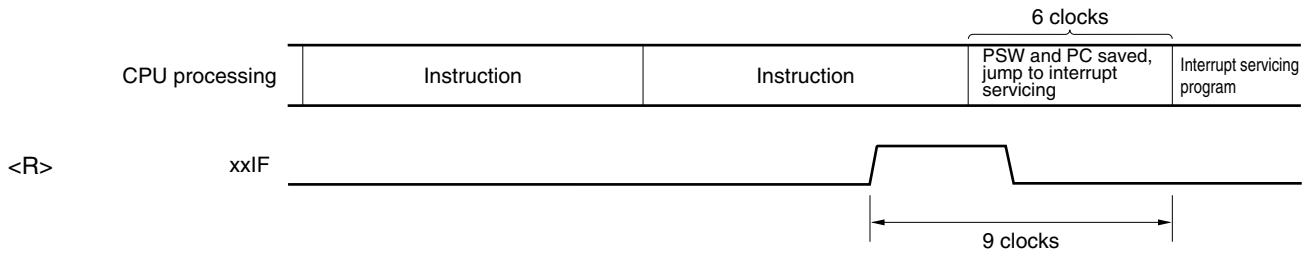 6 clocks
CPU processing
Instruction
Instruction
PSW and PC saved,
jump to interrupt
servicing
Interrupt servicing
program
<R>
xxIF
9 clocks